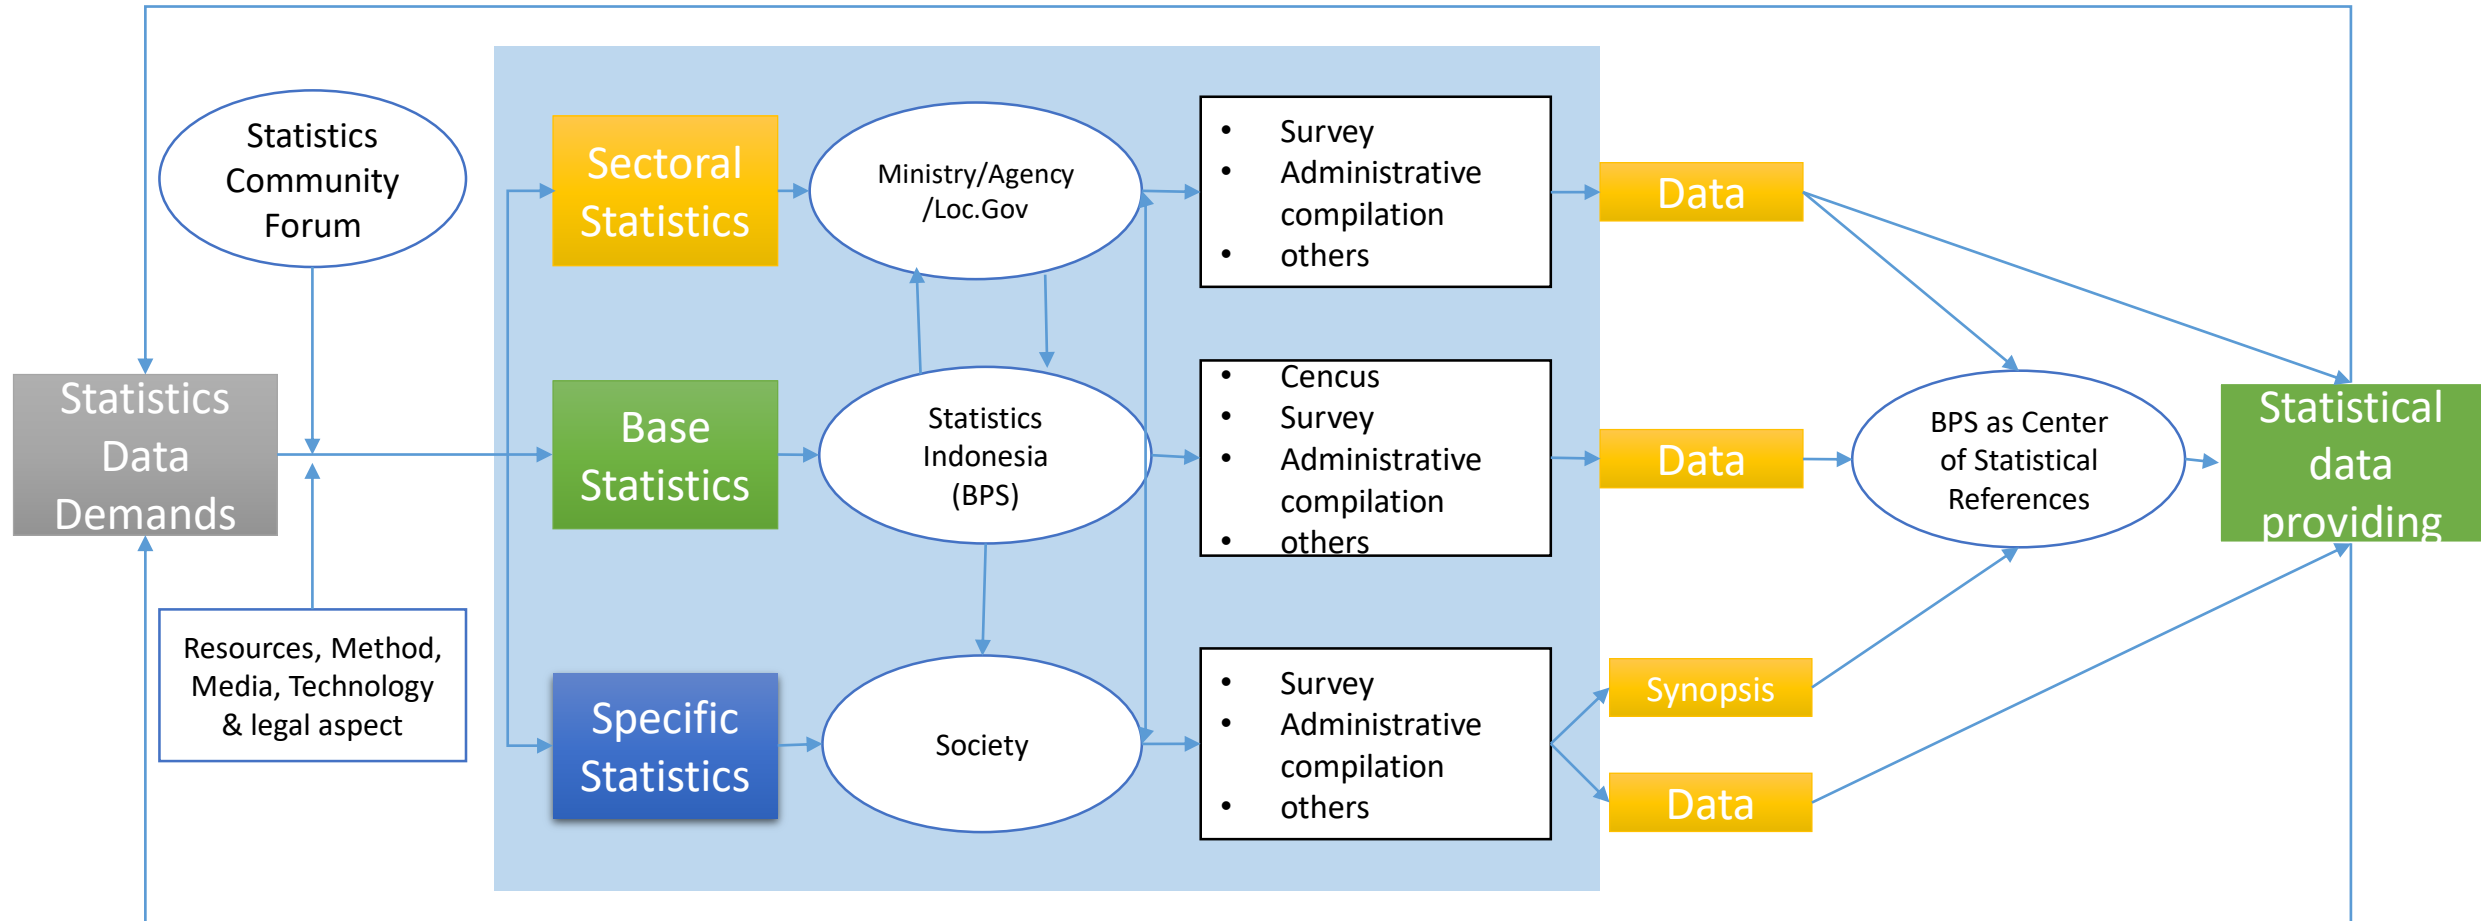 Statistics
Community
Forum
Statistics
Data
Demands
Resources, Method,
Media, Technology
& legal aspect
Sectoral
Statistics
Ministry/Agency
/Loc.Gov
• Survey
• Administrative
compilation
• others
Data
Base
Statistics
Statistics
Indonesia
(BPS)
• Cencus
• Survey
• Administrative
compilation
• others
Data
BPS as Center
of Statistical
References
Statistical
data
providing
Specific
Statistics
Society
• Survey
• Administrative
compilation
• others
Synopsis
Data